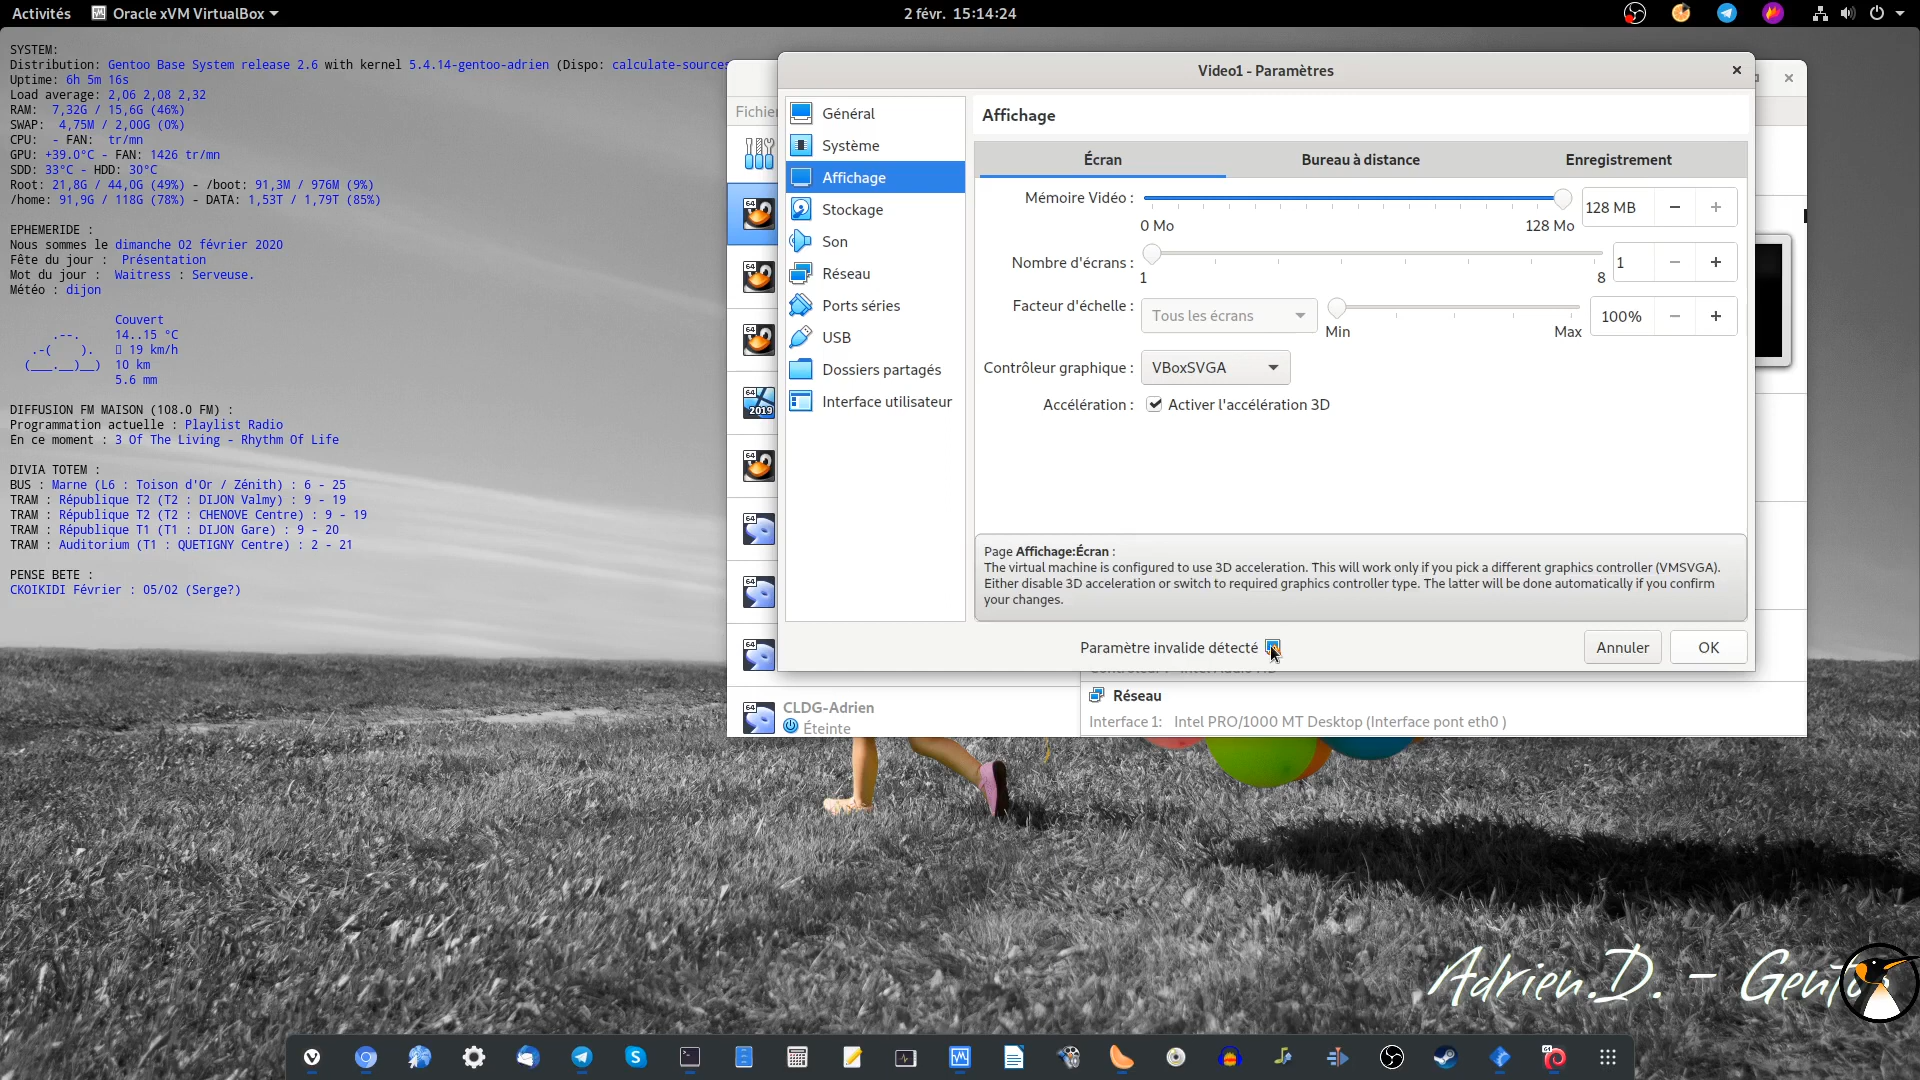 Activités
Oracle xVM VirtualBox
2 févr. 15:14:24
SYSTEM:
Distribution: Gentoo Base System release 2.6 with kernel 5.4.14-gentoo-adrien (Dispo: calculate-sources
Uptime: 6h 5m 16s
Load average: 2,06 2,08 2,32
RAM: 7,32G / 15,6G (46%)
SWAP: 4,75M / 2,00G (0%)
CPU: - FAN: tr/mn
GPU: +39.0°C - FAN: 1426 tr/mn
SDD: 33°C - HDD: 30°C
Root: 21,8G / 44,0G (49%) - /boot: 91,3M / 976M (9%)
/home: 91,9G / 118G (78%) - DATA: 1,53T / 1,79T (85%)
EPHEMERIDE :
Nous sommes le dimanche 02 février 2020
Fête du jour : Présentation
Mot du jour : Waitress : Serveuse.
Météo : dijon
Couvert
.--. 14..15 °C
.-( ). 19 km/h
(___.__)__) 10 km
5.6 mm
DIFFUSION FM MAISON (108.0 FM) :
Programmation actuelle : Playlist Radio
En ce moment : 3 Of The Living - Rhythm Of Life
DIVIA TOTEM :
BUS : Marne (L6 : Toison d'Or / Zénith) : 6 - 25
TRAM : République T2 (T2 : DIJON Valmy) : 9 - 19
TRAM : République T2 (T2 : CHENOVE Centre) : 9 - 19
TRAM : République T1 (T1 : DIJON Gare) : 9 - 20
TRAM : Auditorium (T1 : QUETIGNY Centre) : 2 - 21
PENSE BETE :
CKOIKIDI Février : 05/02 (Serge?)
Fichier
64
64
64
64
2019
64
64
64
64
64
CLDG-Adrien
Éteinte
Video1 - Paramètres
Général
Système
Affichage
Stockage
Son
Réseau
Ports séries
USB
Dossiers partagés
Interface utilisateur
Affichage
Écran
Bureau à distance
Enregistrement
Mémoire Vidéo :
128 MB
0 Mo
128 Mo
Nombre d'écrans :
1
1
8
Facteur d'échelle :
Tous les écrans
100%
Min
Max
Contrôleur graphique :
VBoxSVGA
Accélération :
Activer l'accélération 3D
Page Affichage:Écran :
The virtual machine is configured to use 3D acceleration. This will work only if you pick a different graphics controller (VMSVGA).
Either disable 3D acceleration or switch to required graphics controller type. The latter will be done automatically if you confirm
your changes.
Paramètre invalide détecté
Annuler
OK
Réseau
Interface 1: Intel PRO/1000 MT Desktop (Interface pont eth0 )
Adrien.D. - Gento